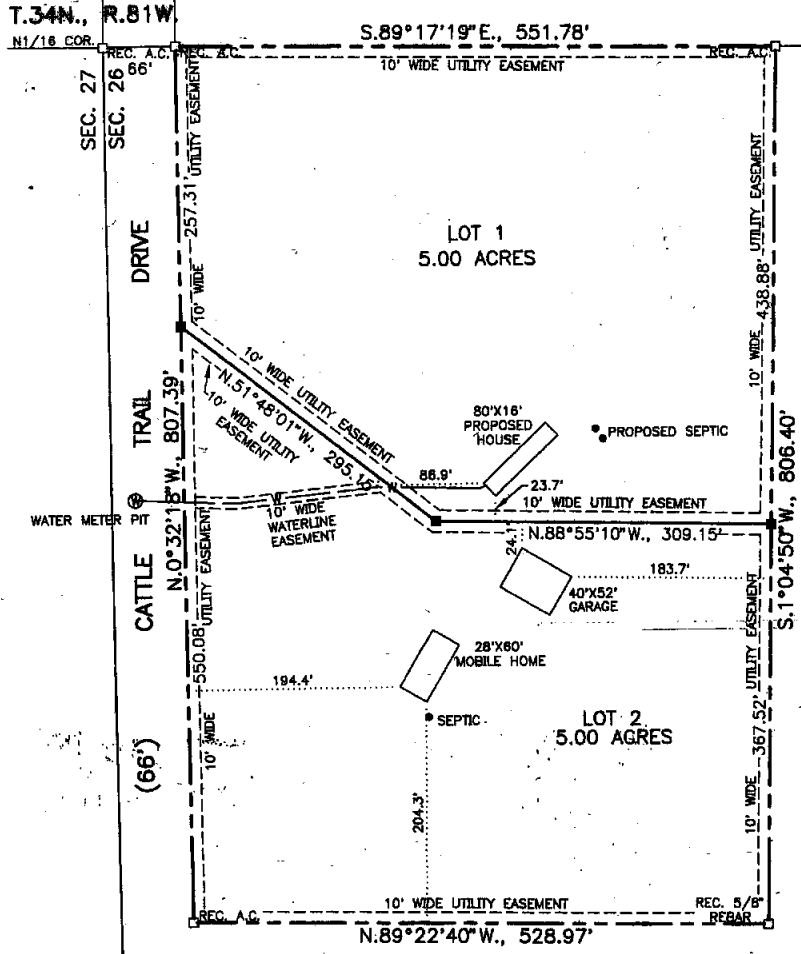 T.34N., R.81W.
N1/16 COR.
S.89°17'19"E., 551.78'
REC. A.C.
REC. A.C.
REC. A.C.
66'
10' WIDE UTILITY EASEMENT
SEC. 27
SEC. 26
UTILITY EASEMENT
257.31'
10' WIDE
UTILITY EASEMENT
438.88'
10' WIDE
LOT 1
5.00 ACRES
CATTLE TRAIL DRIVE
(66')
N.0°32'18"W., 807.39'
10' WIDE UTILITY EASEMENT
N.51°48'01"W., 295.15'
10' WIDE UTILITY
EASEMENT
80'X16'
PROPOSED
HOUSE
PROPOSED SEPTIC
86.9'
23.7'
W
W
W
WATER METER PIT
10' WIDE
WATERLINE
EASEMENT
10' WIDE UTILITY EASEMENT
N.88°55'10"W., 309.15'
24.1'
S.1°04'50"W., 806.40'
183.7'
40'X52'
GARAGE
28'X60'
MOBILE HOME
194.4'
UTILITY EASEMENT
550.08'
10' WIDE
SEPTIC
LOT 2
5.00 ACRES
UTILITY EASEMENT
367.52'
10' WIDE
204.3'
10' WIDE UTILITY EASEMENT
REC. A.C.
REC. 5/8"
REBAR
N.89°22'40"W., 528.97'